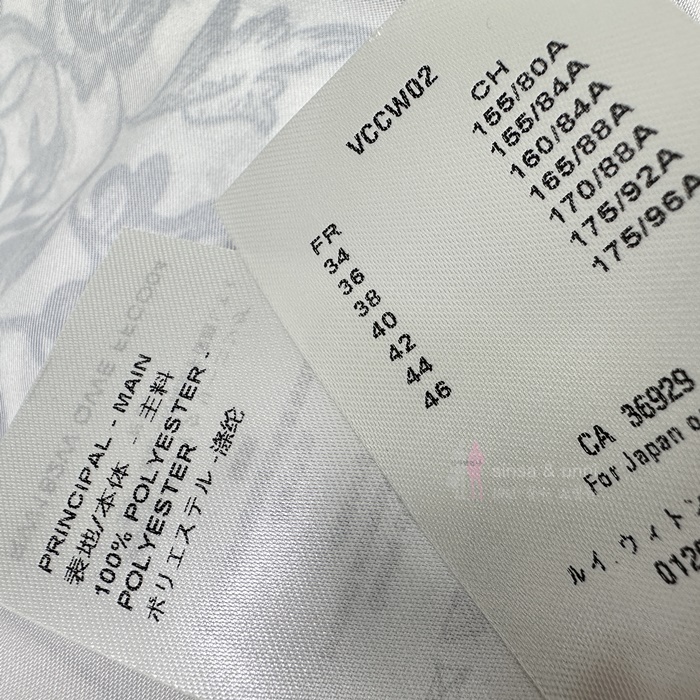 VCCW02
CH
155/80A
155/84A
160/84A
165/88A
170/88A
175/92A
175/96A
FR
34
36
38
40
42
44
46
CA 36929
For Japan
ルイ.ウィト
012
PRINCIPAL - MAIN
表地/本体 - 主料
100% POLYESTER -
POLYESTER
ポリエステル -涤纶